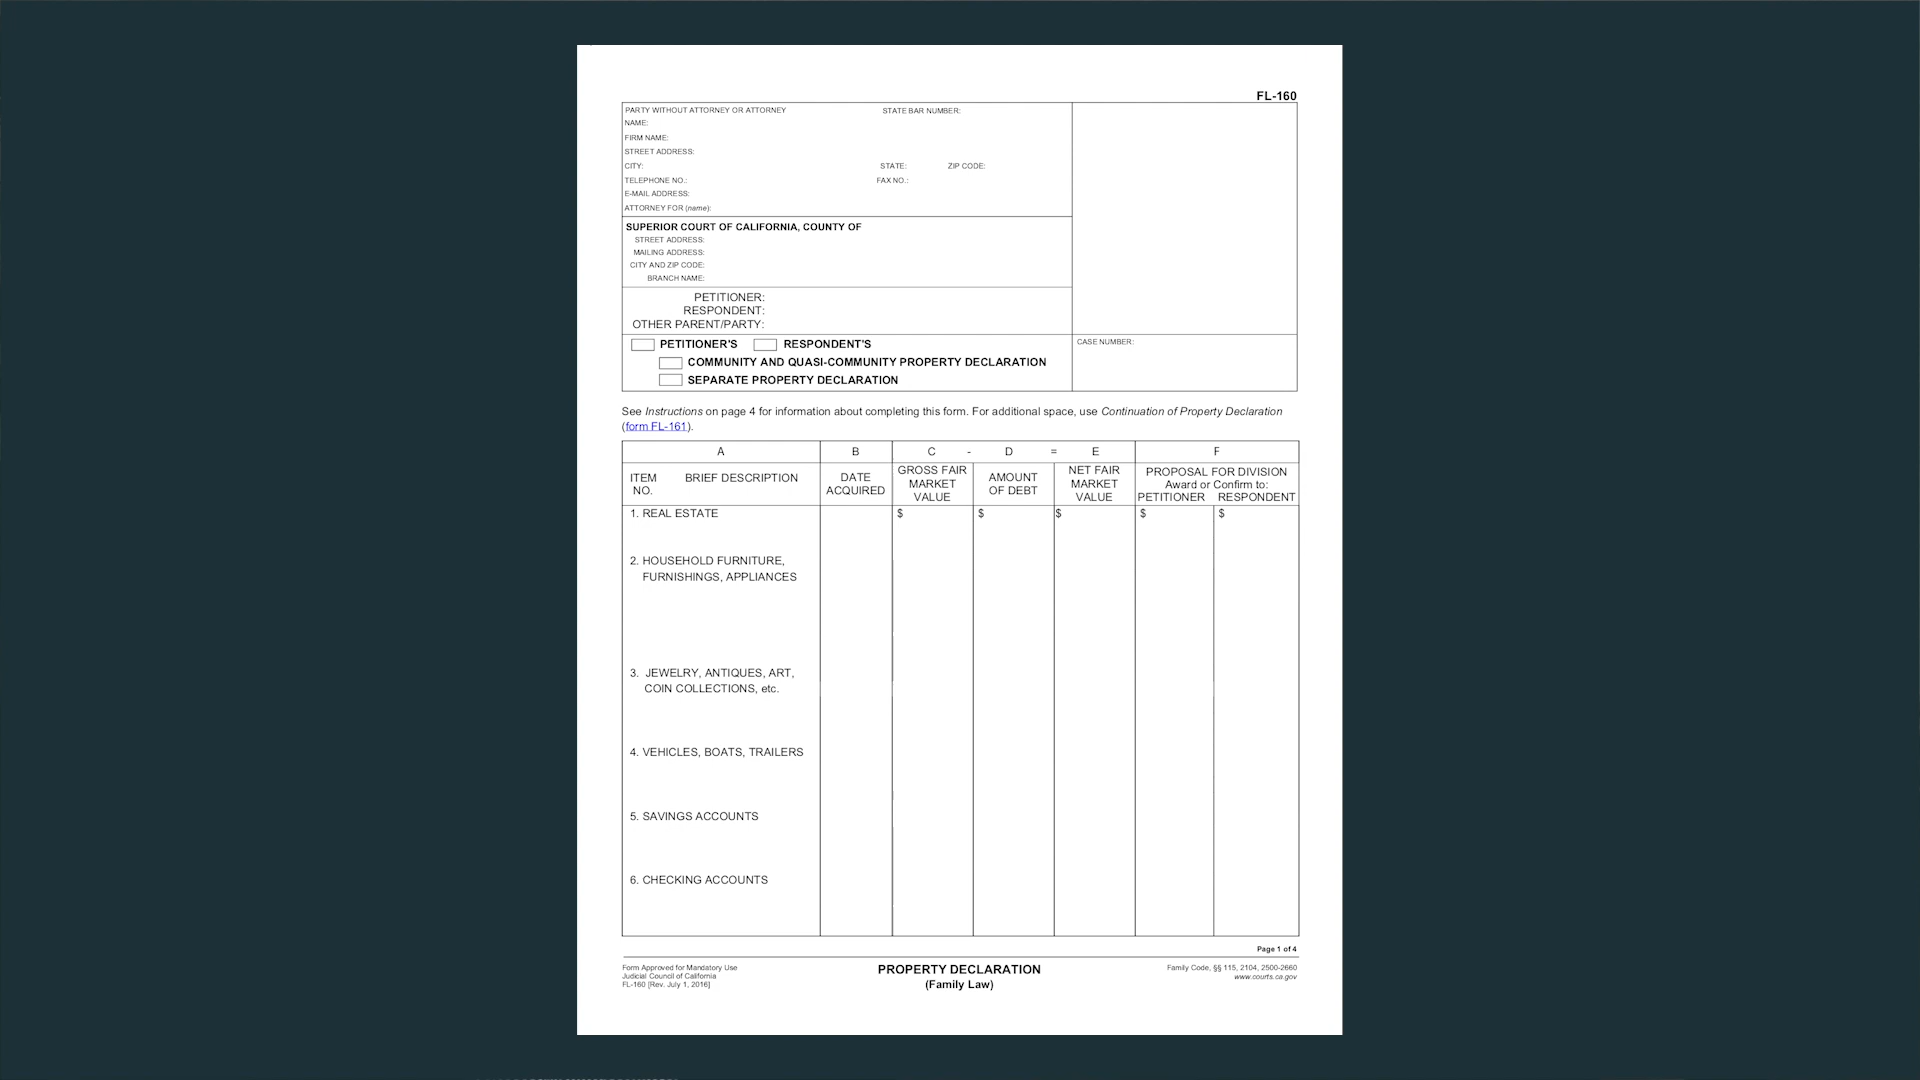 FL-160
PARTY WITHOUT ATTORNEY OR ATTORNEY STATE BAR NUMBER:
NAME:
FIRM NAME:
STREET ADDRESS:
CITY: STATE: ZIP CODE:
TELEPHONE NO.: FAX NO.:
E-MAIL ADDRESS:
ATTORNEY FOR (name):
SUPERIOR COURT OF CALIFORNIA, COUNTY OF
STREET ADDRESS:
MAILING ADDRESS:
CITY AND ZIP CODE:
BRANCH NAME:
PETITIONER:
RESPONDENT:
OTHER PARENT/PARTY:
PETITIONER'S RESPONDENT'S
COMMUNITY AND QUASI-COMMUNITY PROPERTY DECLARATION
SEPARATE PROPERTY DECLARATION
CASE NUMBER:
See Instructions on page 4 for information about completing this form. For additional space, use Continuation of Property Declaration
(form FL-161).
A B C - D = E F
ITEM NO. BRIEF DESCRIPTION
DATE ACQUIRED
GROSS FAIR MARKET VALUE
AMOUNT OF DEBT
NET FAIR MARKET VALUE
PROPOSAL FOR DIVISION
Award or Confirm to:
PETITIONER RESPONDENT
1. REAL ESTATE $ $ $ $ $
2. HOUSEHOLD FURNITURE,
FURNISHINGS, APPLIANCES
3. JEWELRY, ANTIQUES, ART,
COIN COLLECTIONS, etc.
4. VEHICLES, BOATS, TRAILERS
5. SAVINGS ACCOUNTS
6. CHECKING ACCOUNTS
Page 1 of 4
Form Approved for Mandatory Use
Judicial Council of California
FL-160 [Rev. July 1, 2016]
PROPERTY DECLARATION
(Family Law)
Family Code, §§ 115, 2104, 2500-2660
www.courts.ca.gov